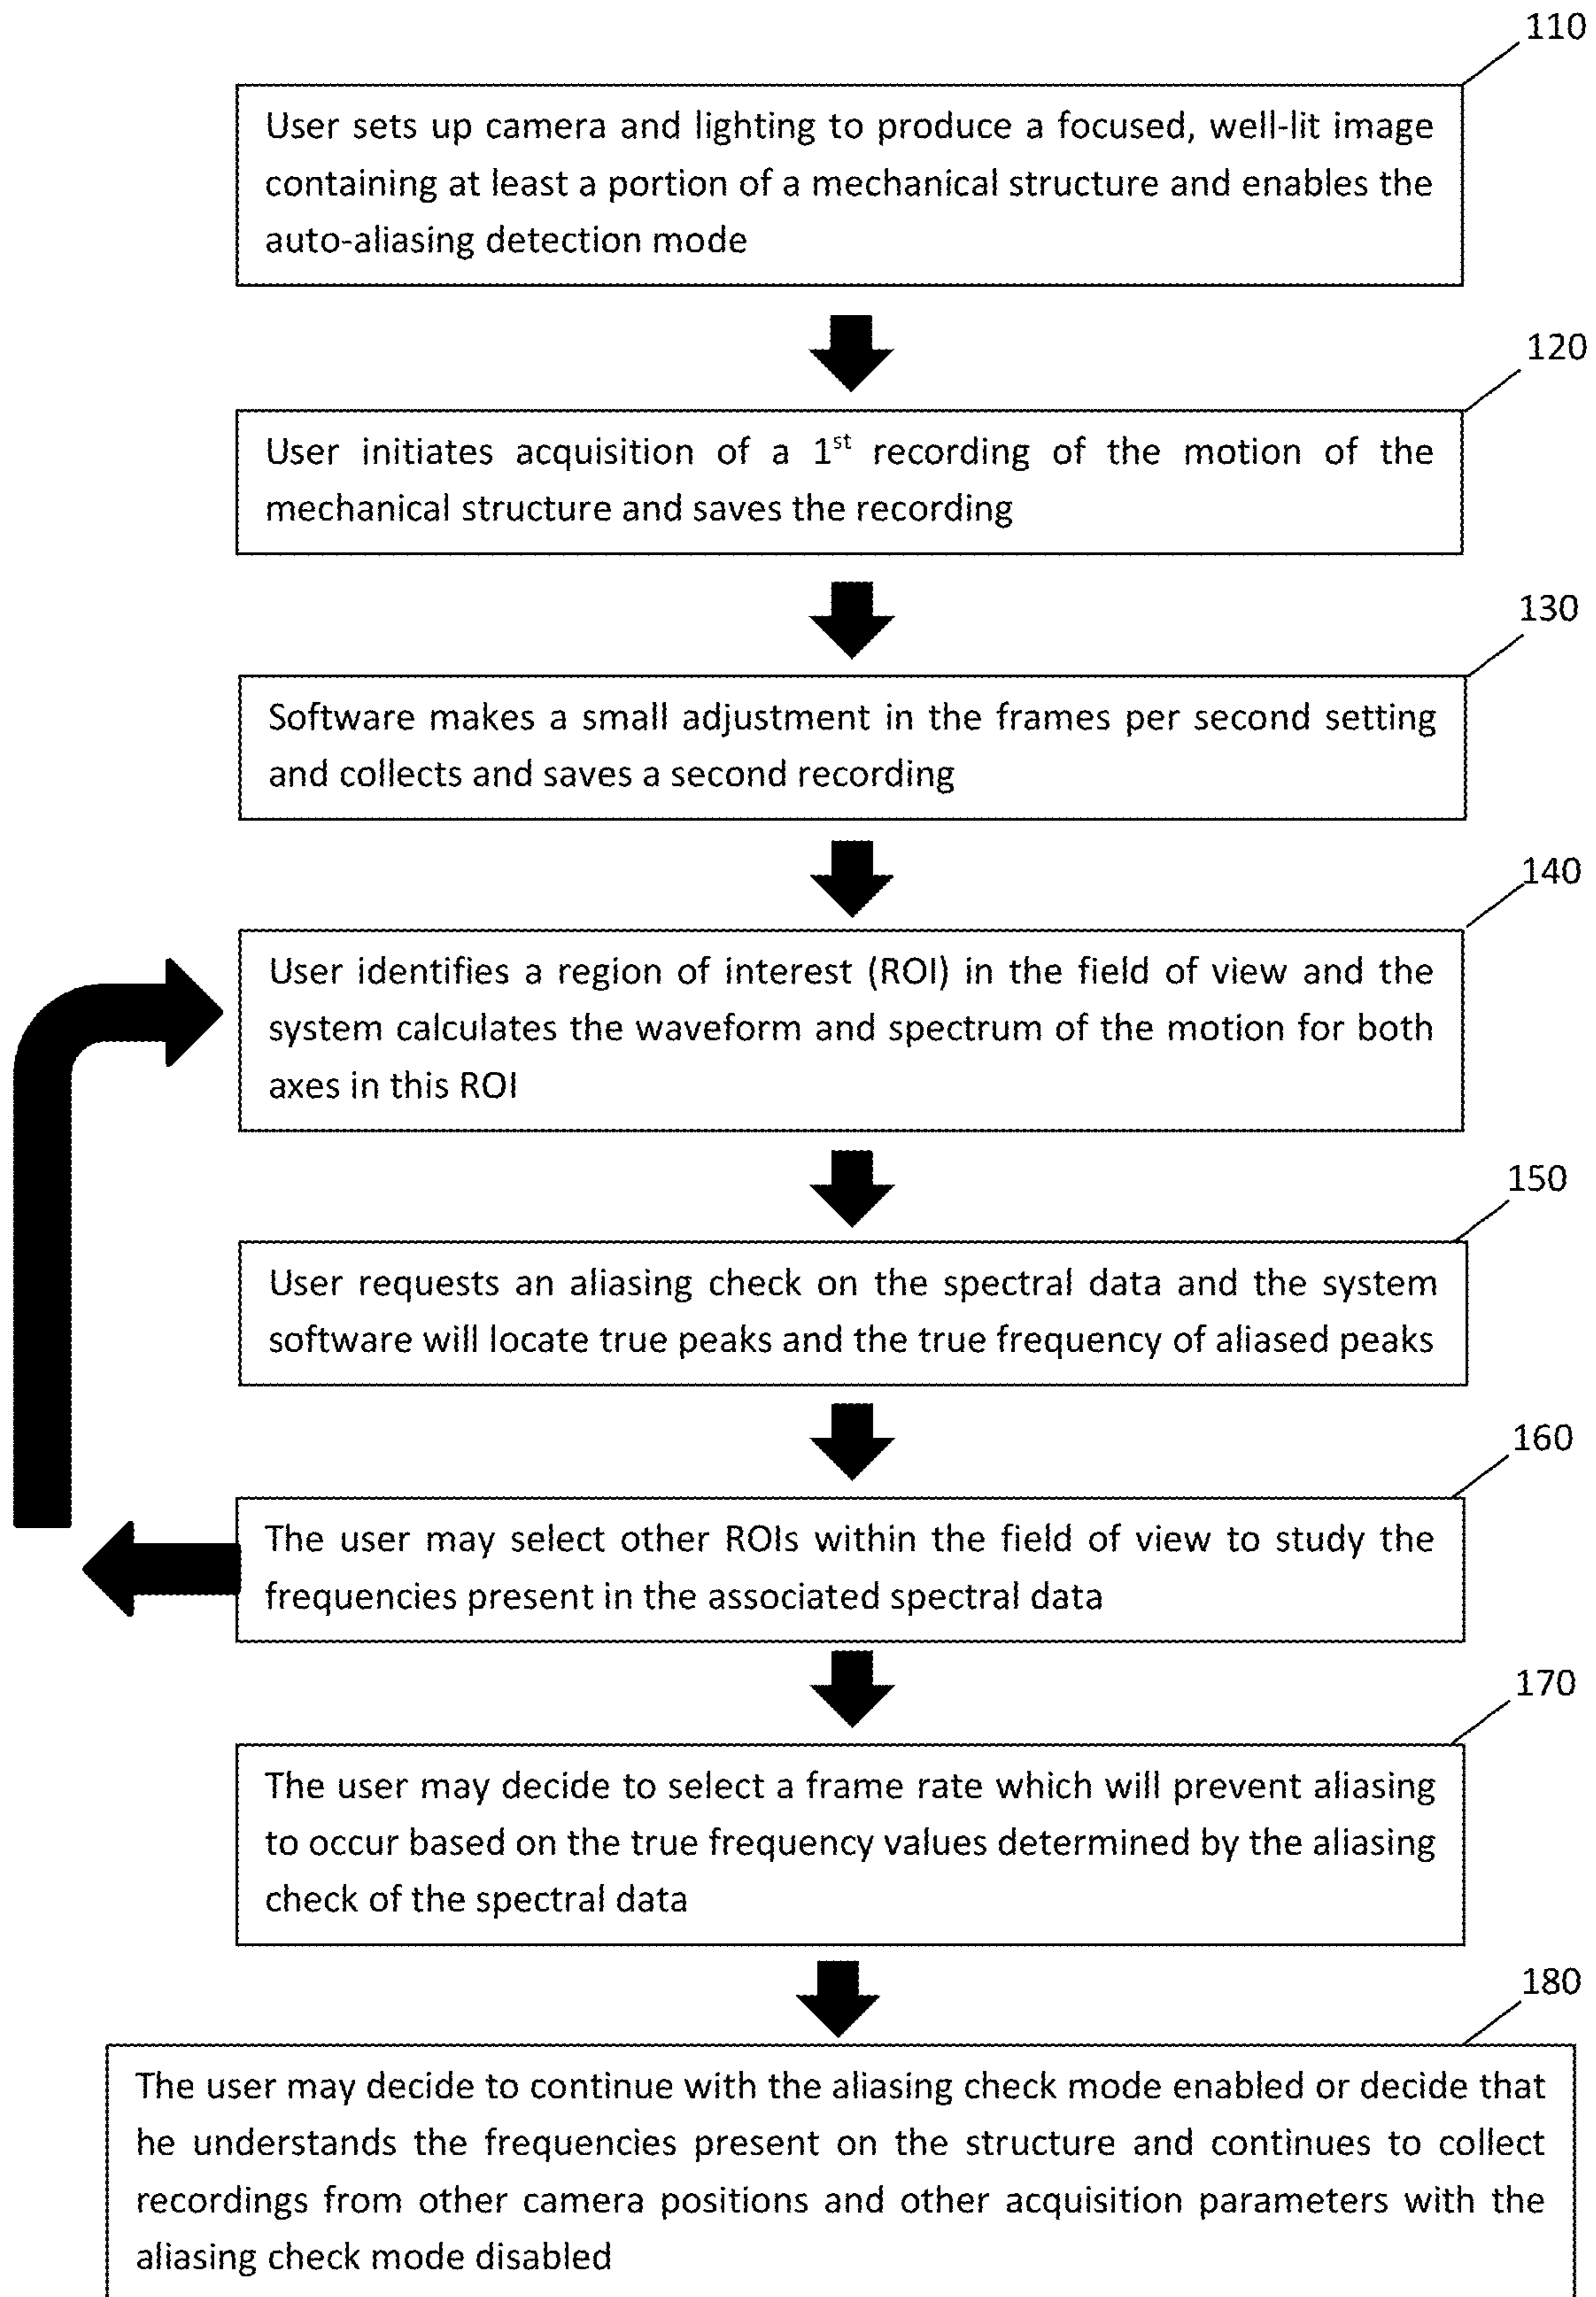 110
User sets up camera and lighting to produce a focused, well-lit image
containing at least a portion of a mechanical structure and enables the
auto-aliasing detection mode
120
User initiates acquisition of a 1st recording of the motion of the
mechanical structure and saves the recording
130
Software makes a small adjustment in the frames per second setting
and collects and saves a second recording
140
User identifies a region of interest (ROI) in the field of view and the
system calculates the waveform and spectrum of the motion for both
axes in this ROI
150
User requests an aliasing check on the spectral data and the system
software will locate true peaks and the true frequency of aliased peaks
160
The user may select other ROIs within the field of view to study the
frequencies present in the associated spectral data
170
The user may decide to select a frame rate which will prevent aliasing
to occur based on the true frequency values determined by the aliasing
check of the spectral data
180
The user may decide to continue with the aliasing check mode enabled or decide that
he understands the frequencies present on the structure and continues to collect
recordings from other camera positions and other acquisition parameters with the
aliasing check mode disabled